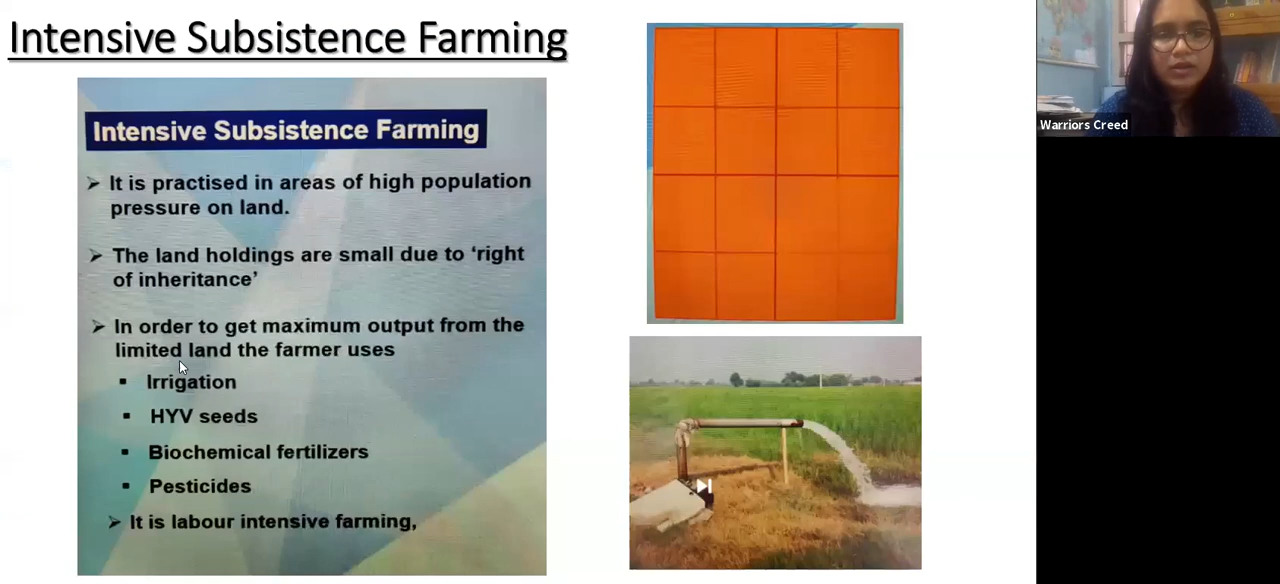 Intensive Subsistence Farming
Intensive Subsistence Farming
It is practised in areas of high population
pressure on land.
The land holdings are small due to ‘right
of inheritance’
In order to get maximum output from the
limited land the farmer uses
Irrigation
HYV seeds
Biochemical fertilizers
Pesticides
It is labour intensive farming,
Warriors Creed